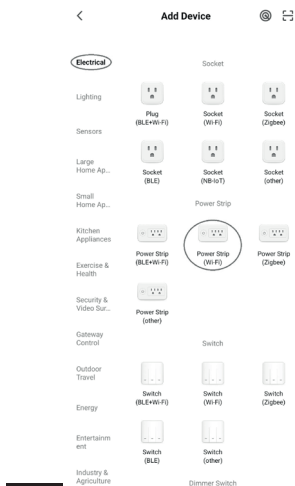 Add Device
Electrical
Lighting
Sensors
Large
Home Ap...
Small
Home Ap...
Kitchen
Appliances
Exercise &
Health
Security &
Video Sur...
Gateway
Control
Outdoor
Travel
Energy
Entertainm
ent
Industry &
Agriculture
Socket
Plug
(BLE+Wi-Fi)
Socket
(Wi-Fi)
Socket
(Zigbee)
Socket
(BLE)
Socket
(NB-IoT)
Socket
(other)
Power Strip
Power Strip
(BLE+Wi-Fi)
Power Strip
(Wi-Fi)
Power Strip
(Zigbee)
Power Strip
(other)
Switch
Switch
(BLE+Wi-Fi)
Switch
(Wi-Fi)
Switch
(Zigbee)
Switch
(BLE)
Switch
(other)
Dimmer Switch